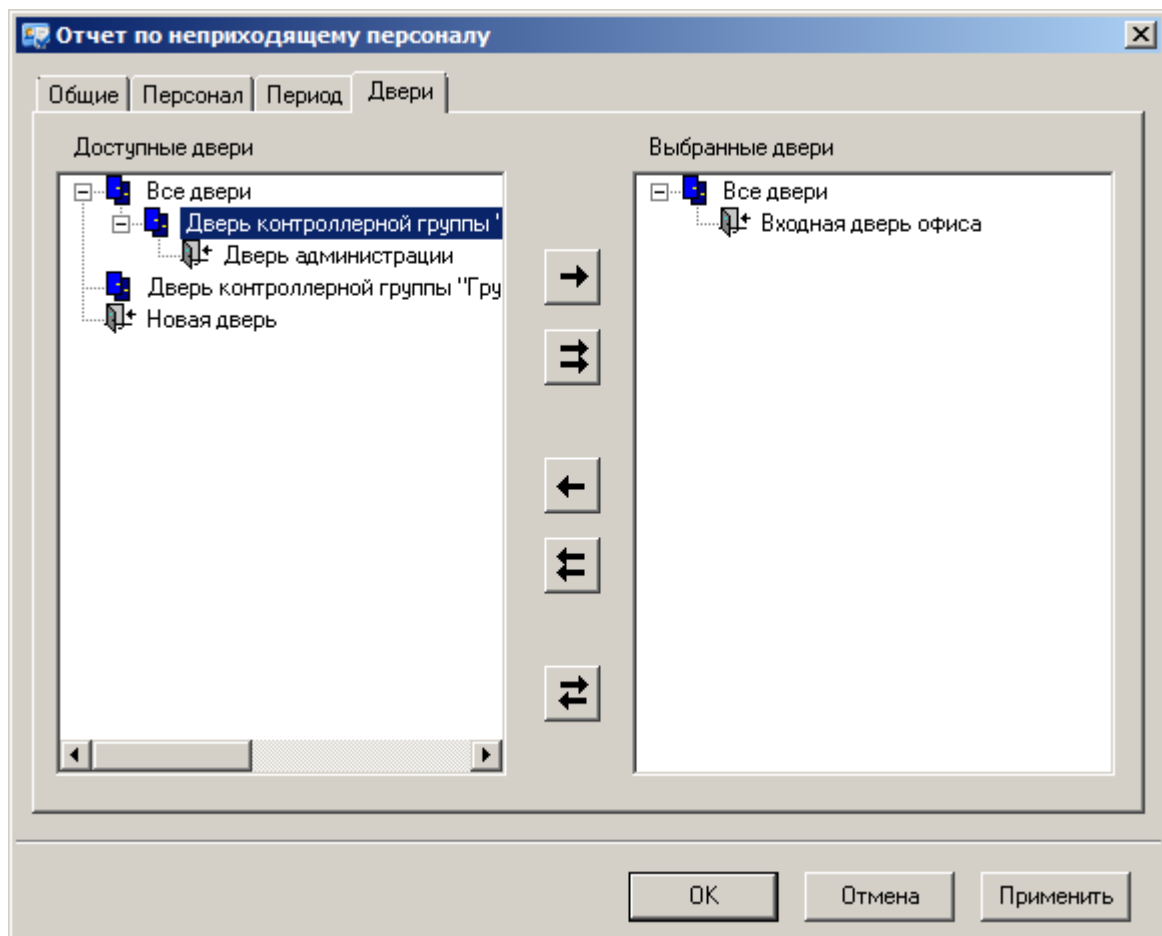 Отчет по неприходящему персоналу
Общие Персонал Период Двери
Доступные двери
Все двери
Дверь контроллерной группы "
Дверь администрации
Дверь контроллерной группы "Гру
Новая дверь
Выбранные двери
Все двери
Входная дверь офиса
OK Отмена Применить